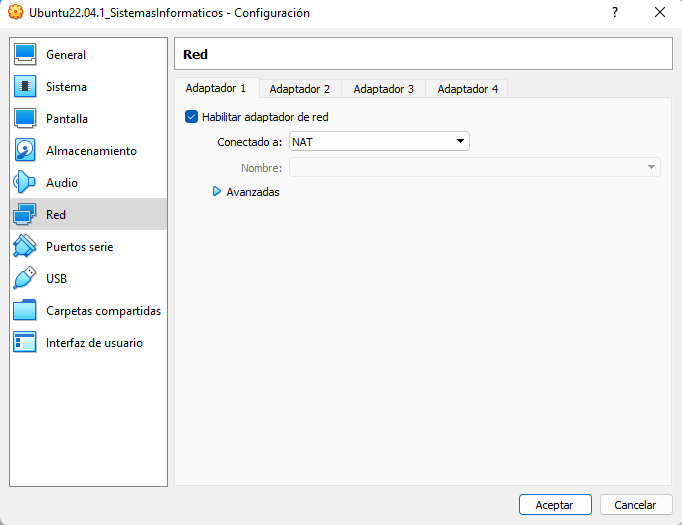 Ubuntu22.04.1_SistemasInformaticos - Configuración
?
General
Sistema
Pantalla
Almacenamiento
Audio
Red
Puertos serie
USB
Carpetas compartidas
Interfaz de usuario
Red
Adaptador 1 Adaptador 2 Adaptador 3 Adaptador 4
Habilitar adaptador de red
Conectado a: NAT
Nombre:
Avanzadas
Aceptar Cancelar